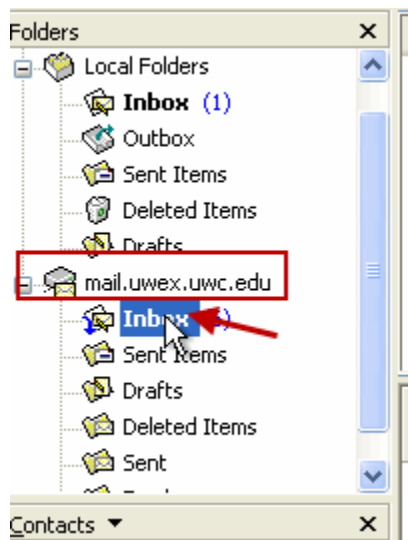 Folders
Local Folders
Inbox (1)
Outbox
Sent Items
Deleted Items
Drafts
mail.uwex.uwc.edu
Inbox
Sent Items
Drafts
Deleted Items
Sent
Contacts